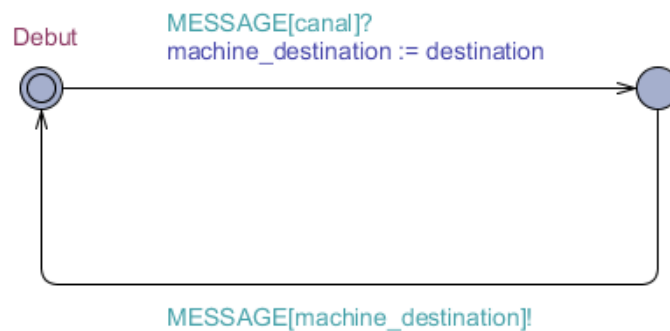 MESSAGE[canal]?
Debut
machine_destination := destination
MESSAGE[machine_destination]!